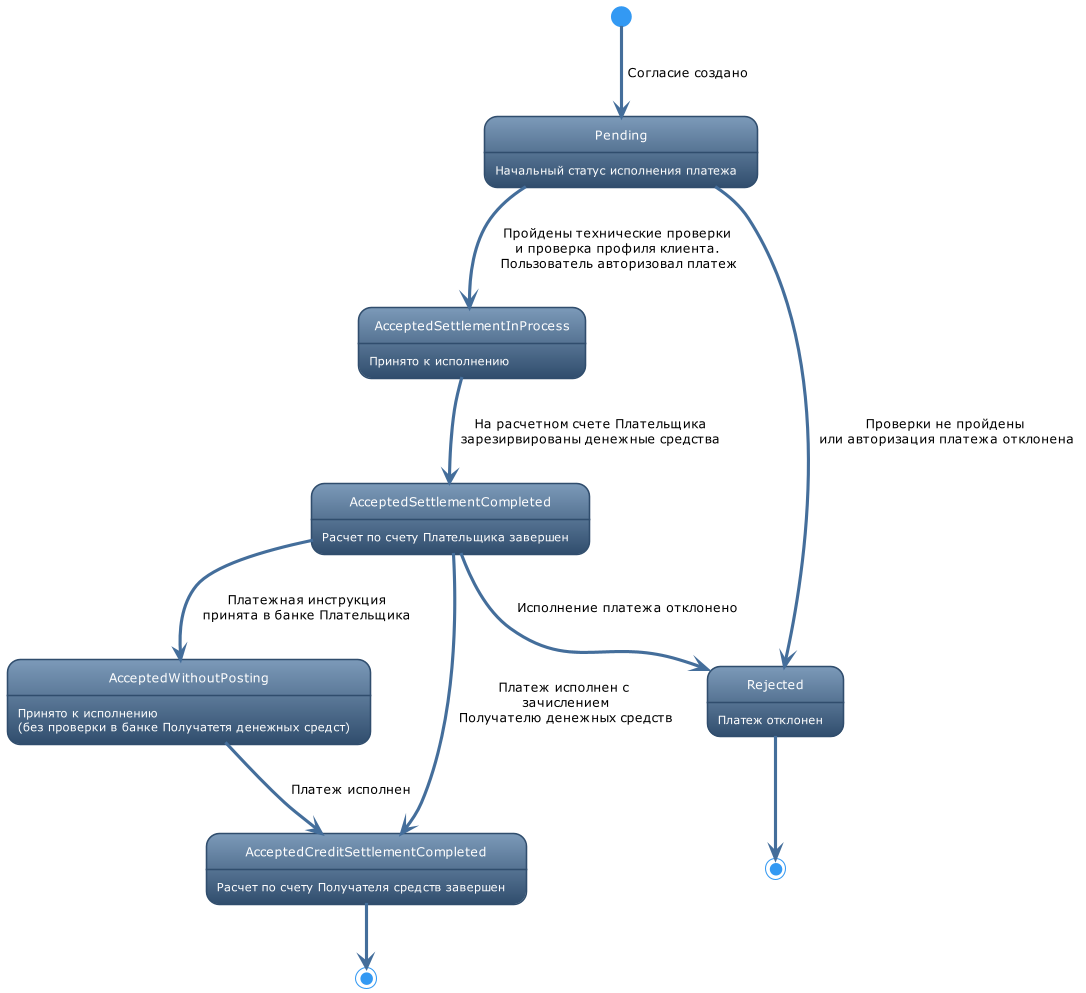 Согласие создано
Pending
Начальный статус исполнения платежа
Пройдены технические проверки
и проверка профиля клиента.
Пользователь авторизовал платеж
AcceptedSettlementInProcess
Принято к исполнению
На расчетном счете Плательщика
зарезирвированы денежные средства
Проверки не пройдены
или авторизация платежа отклонена
AcceptedSettlementCompleted
Расчет по счету Плательщика завершен
Платежная инструкция
принята в банке Плательщика
Исполнение платежа отклонено
AcceptedWithoutPosting
Принято к исполнению
(без проверки в банке Получатетя денежных средст)
Платеж исполнен с
зачислением
Получателю денежных средств
Rejected
Платеж отклонен
Платеж исполнен
AcceptedCreditSettlementCompleted
Расчет по счету Получателя средств завершен